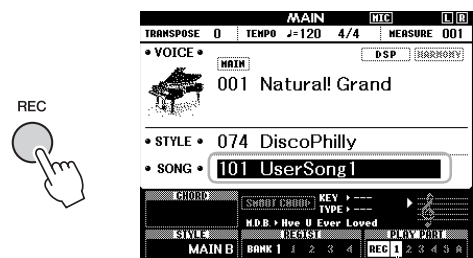 REC
MAIN MIC L R
TRANSPOSE 0 TEMPO ♩=120 4/4 MEASURE 001
• VOICE • DSP HARMONY
MAIN
001 Natural! Grand
• STYLE • 074 DiscoPhilly
• SONG • 101 UserSong1
CHORD SMART CHORD KEY ▸ ---
TYPE ▸ ---
M.D.B. ▸ Hve U Ever Loved
STYLE REGIST PLAY PART
MAIN B BANK 1 1 2 3 4 REC 1 2 3 4 5 A